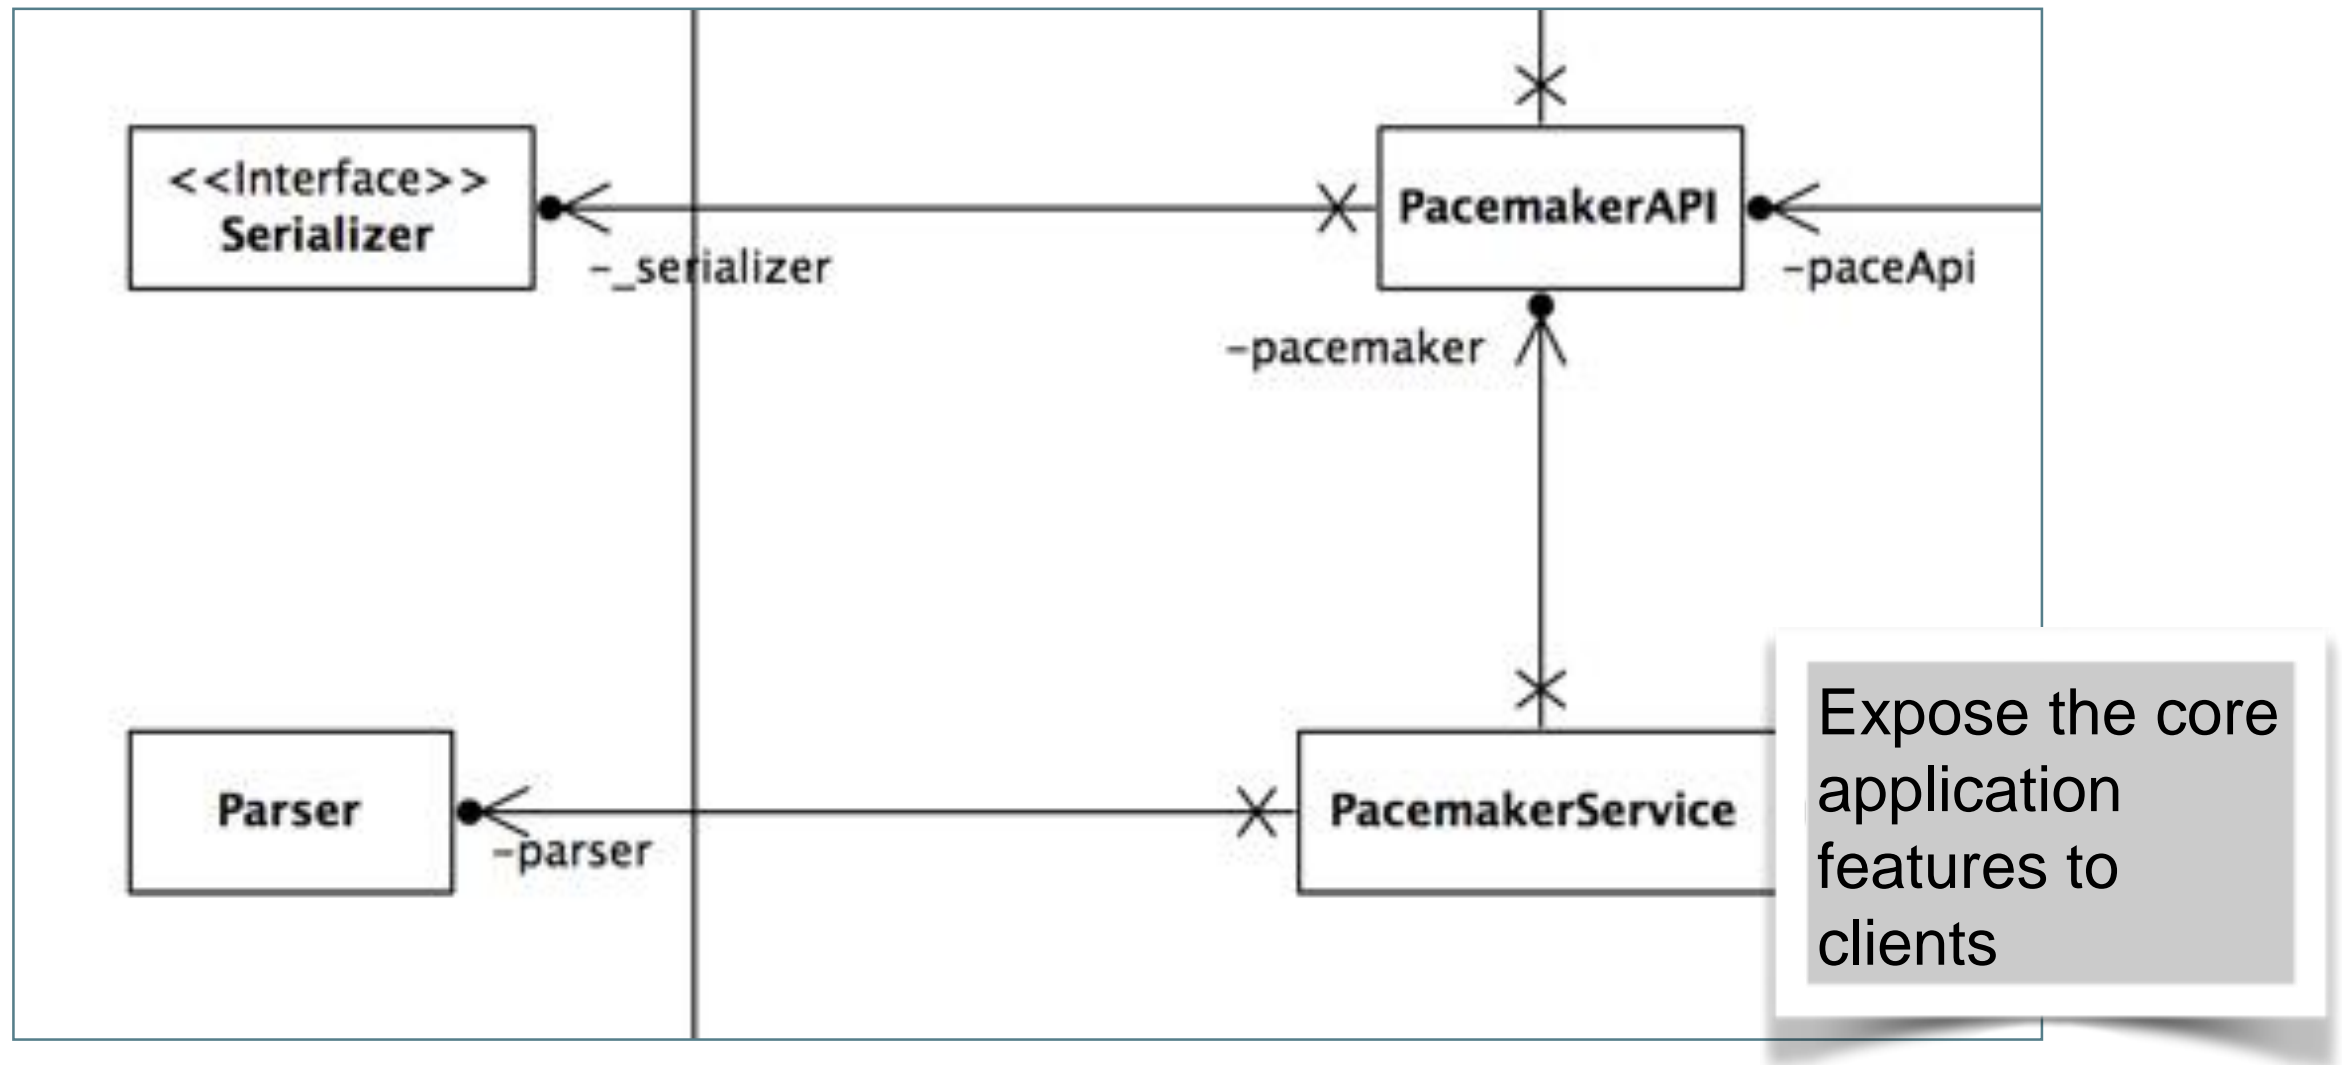 <<Interface>>
Serializer
-_serializer
PacemakerAPI
-paceApi
-pacemaker
Parser
-parser
PacemakerService
Expose the core
application
features to
clients